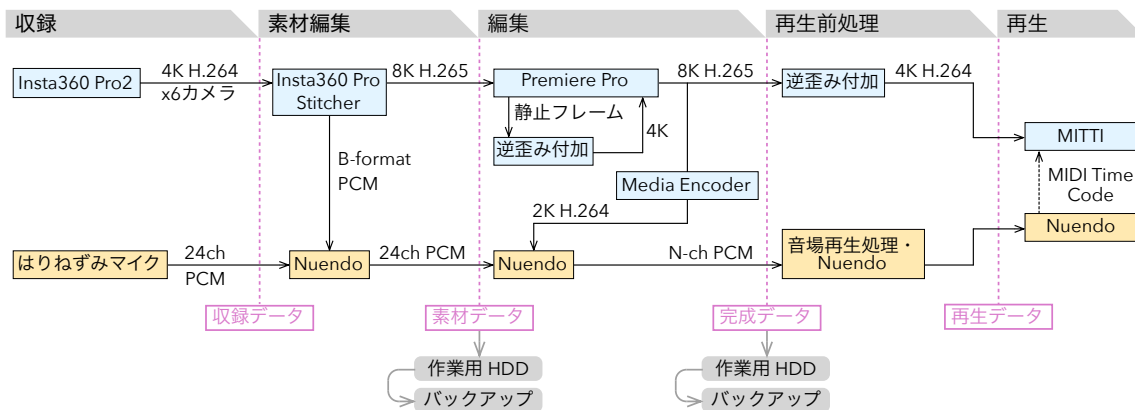 収録
素材編集
編集
再生前処理
再生
Insta360 Pro2
4K H.264
x6カメラ
Insta360 Pro
Stitcher
8K H.265
Premiere Pro
8K H.265
逆歪み付加
4K H.264
静止フレーム
4K
逆歪み付加
MITTI
B-format
PCM
Media Encoder
MIDI Time
Code
2K H.264
Nuendo
はりねずみマイク
24ch
PCM
Nuendo
24ch PCM
Nuendo
N-ch PCM
音場再生処理・
Nuendo
収録データ
素材データ
完成データ
再生データ
作業用 HDD
バックアップ
作業用 HDD
バックアップ